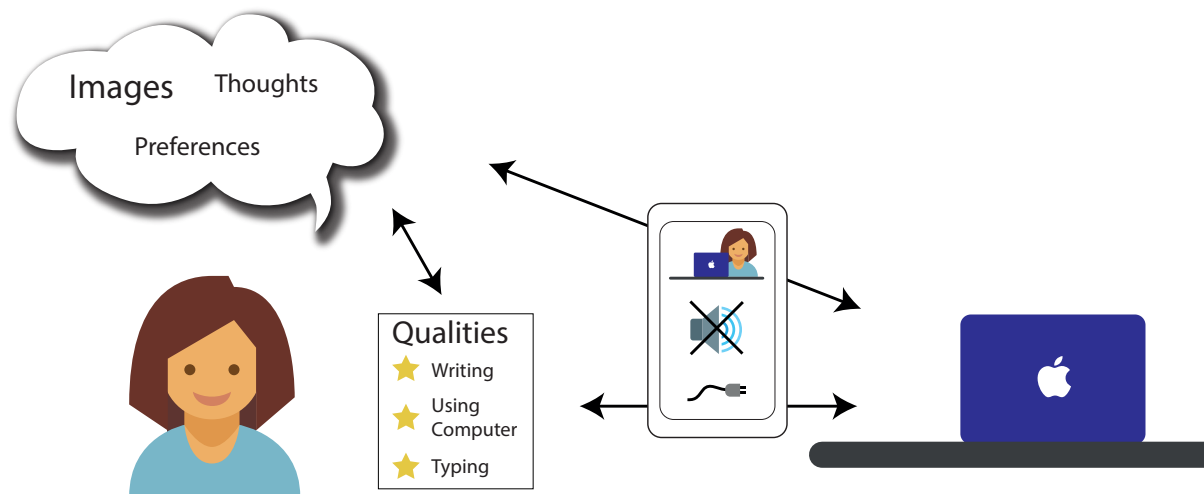 Images
Thoughts
Preferences
Qualities
Writing
Using
Computer
Typing